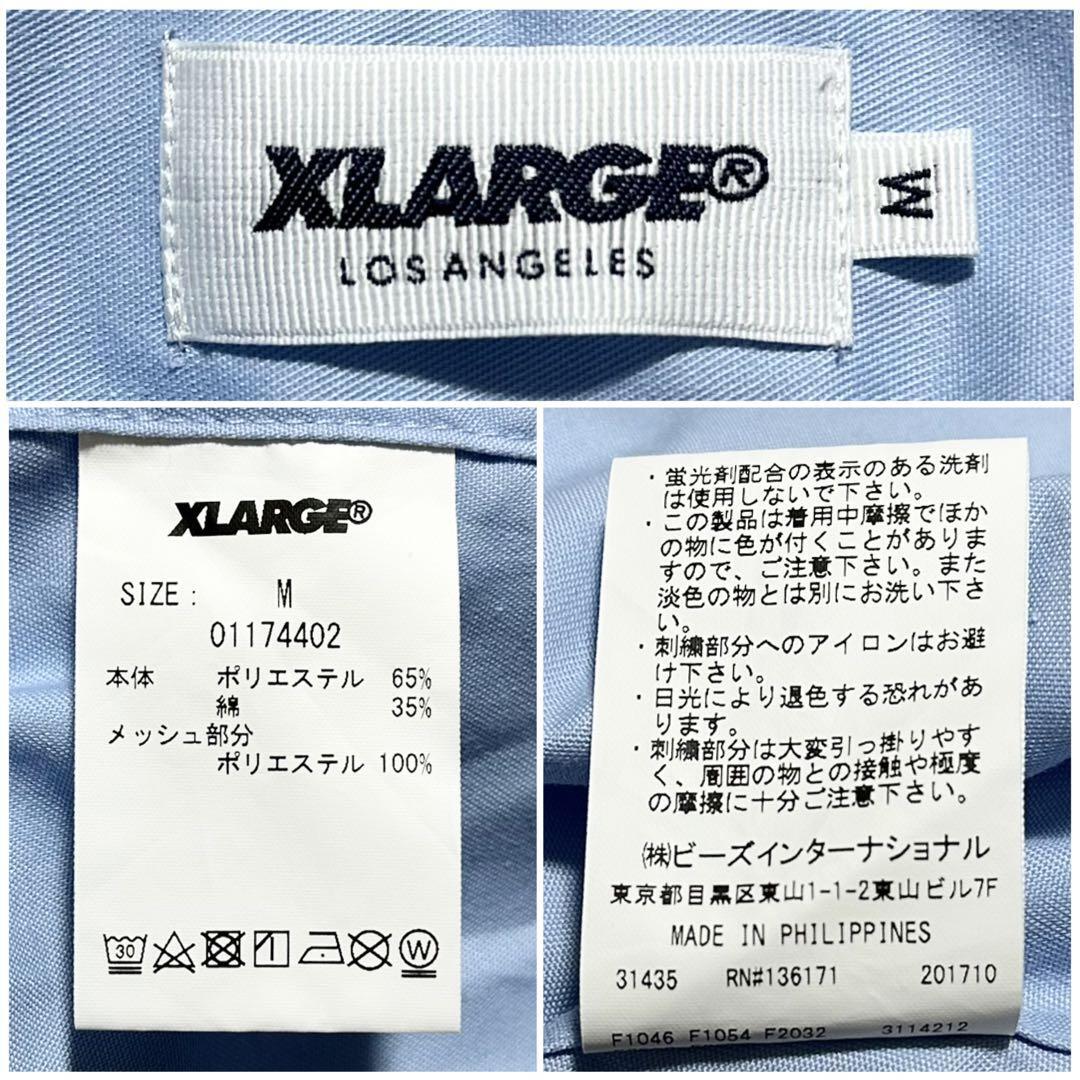 XLARGE®
LOS ANGELES
M
XLARGE®
SIZE : M
01174402
本体 ポリエステル 65%
綿 35%
メッシュ部分
ポリエステル 100%
30 W
・蛍光剤配合の表示のある洗剤
は使用しないで下さい。
・この製品は着用中摩擦でほか
の物に色が付くことがありま
すので、ご注意下さい。また
淡色の物とは別にお洗い下さ
い。
・刺繍部分へのアイロンはお避
け下さい。
・日光により退色する恐れがあ
ります。
・刺繍部分は大変引っ掛りやす
く、周囲の物との接触や極度
の摩擦に十分ご注意下さい。
㈱ビーズインターナショナル
東京都目黒区東山1-1-2東山ビル7F
MADE IN PHILIPPINES
31435 RN#136171 201710
F1046 F1054 F2032 3114212